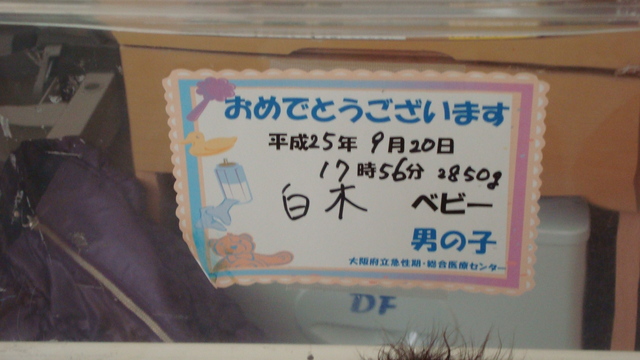 おめでとうございます
平成25年 9月20日
17時56分 2850g
白木 ベビー
男の子
大阪府立急性期・総合医療センター
DF